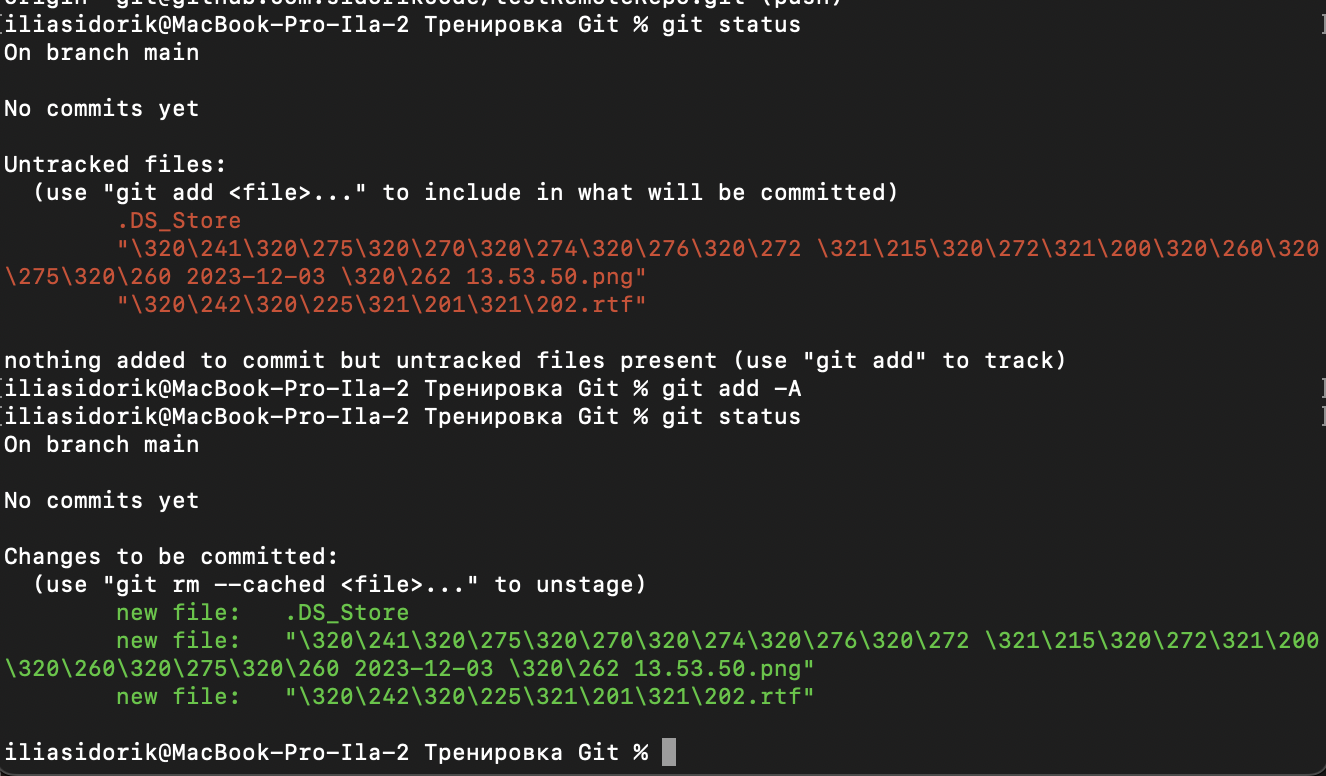 origin  git@github.com:sidorikCode/testRemoteRepo.git (push)
iliasidorik@MacBook-Pro-Ila-2 Тренировка Git % git status
On branch main
No commits yet
Untracked files:
  (use "git add <file>..." to include in what will be committed)
        .DS_Store
        "\320\241\320\275\320\270\320\274\320\276\320\272 \321\215\320\272\321\200\320\260\320
\275\320\260 2023-12-03 \320\262 13.53.50.png"
        "\320\242\320\225\321\201\321\202.rtf"
nothing added to commit but untracked files present (use "git add" to track)
iliasidorik@MacBook-Pro-Ila-2 Тренировка Git % git add -A
iliasidorik@MacBook-Pro-Ila-2 Тренировка Git % git status
On branch main
No commits yet
Changes to be committed:
  (use "git rm --cached <file>..." to unstage)
        new file:   .DS_Store
        new file:   "\320\241\320\275\320\270\320\274\320\276\320\272 \321\215\320\272\321\200
\320\260\320\275\320\260 2023-12-03 \320\262 13.53.50.png"
        new file:   "\320\242\320\225\321\201\321\202.rtf"
iliasidorik@MacBook-Pro-Ila-2 Тренировка Git %